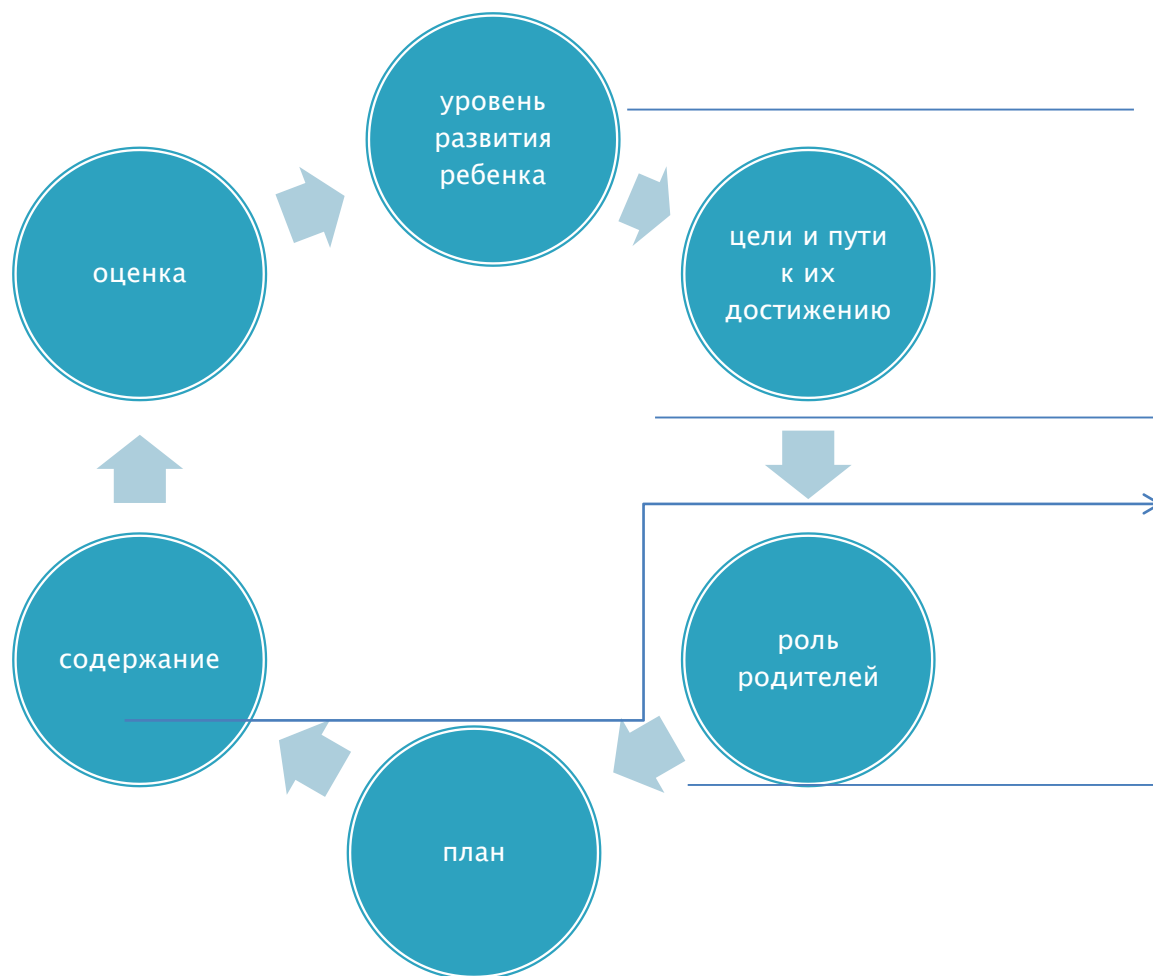 уровень
развития
ребенка
цели и пути
к их
достижению
роль
родителей
план
содержание
оценка